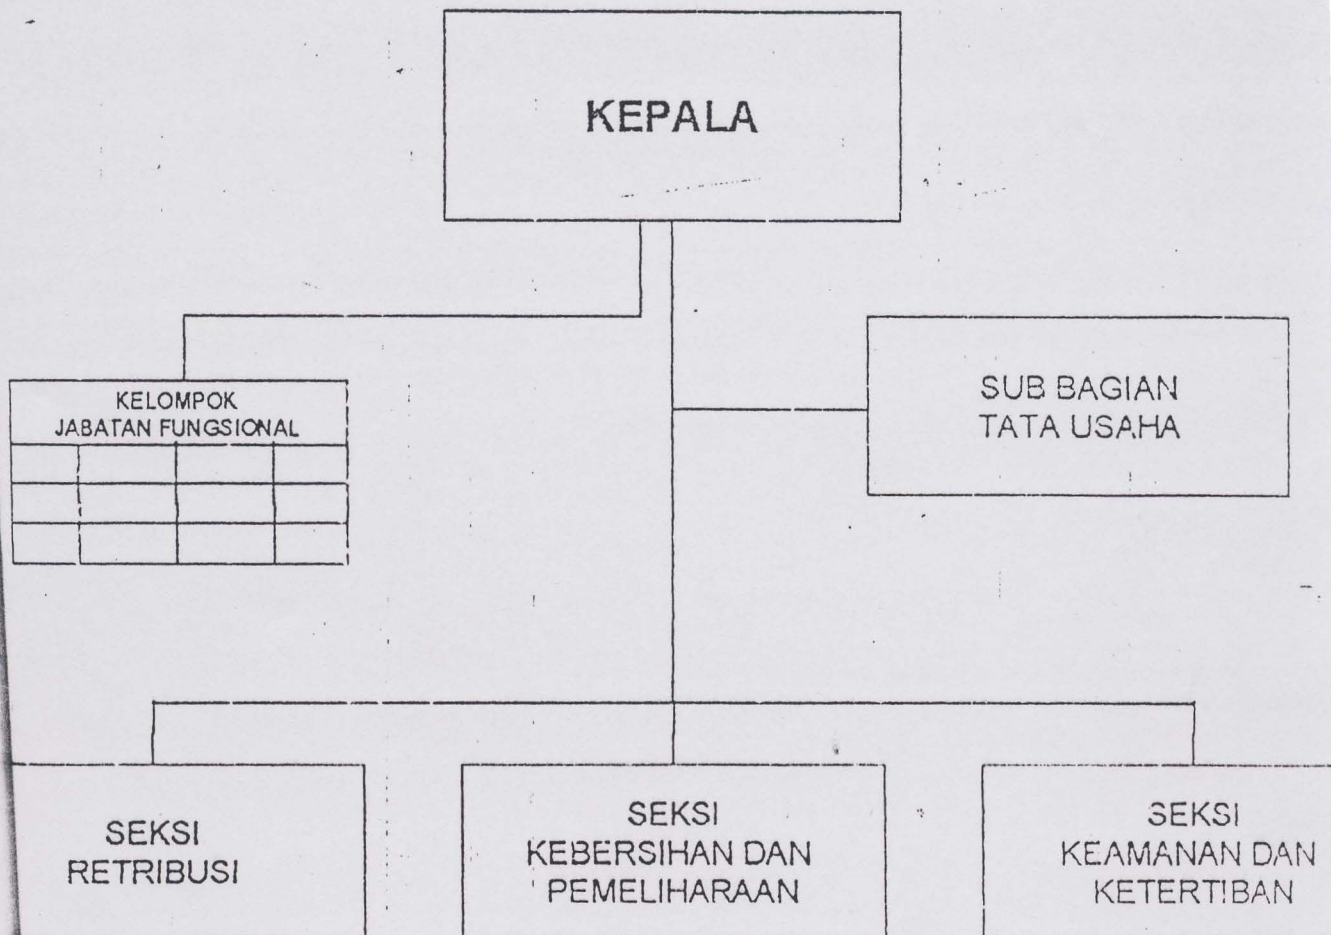 KEPALA
KELOMPOK
JABATAN FUNGSIONAL
SUB BAGIAN
TATA USAHA
SEKSI
RETRIBUSI
SEKSI
KEBERSIHAN DAN
PEMELIHARAAN
SEKSI
KEAMANAN DAN
KETERTIBAN